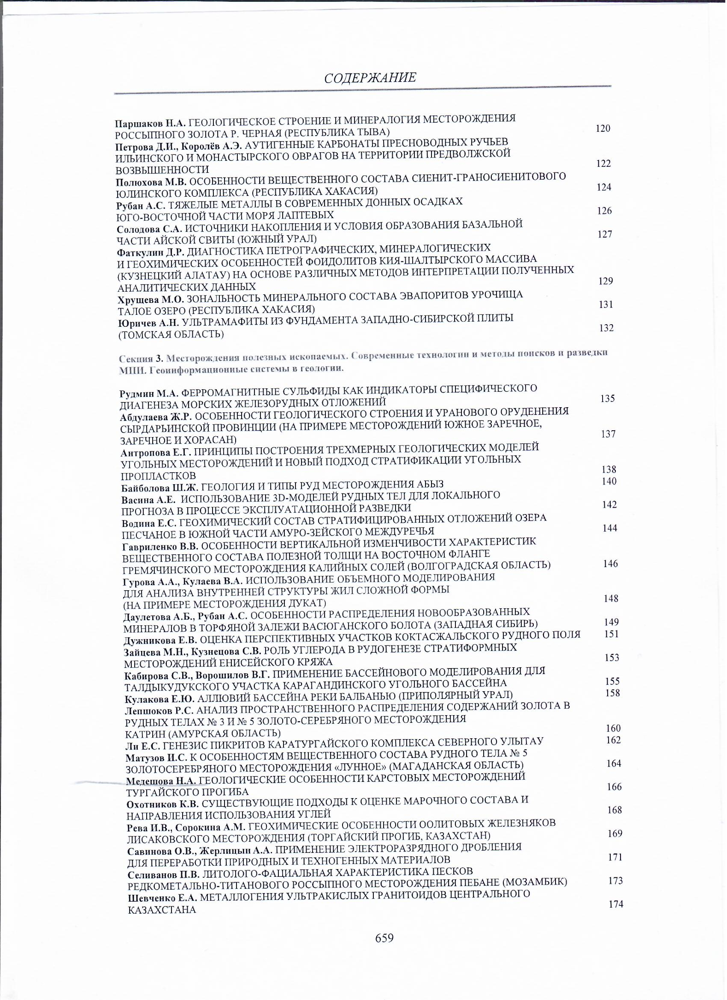 СОДЕРЖАНИЕ
Паршаков Н.А. ГЕОЛОГИЧЕСКОЕ СТРОЕНИЕ И МИНЕРАЛОГИЯ МЕСТОРОЖДЕНИЯ
РОССЫПНОГО ЗОЛОТА Р. ЧЕРНАЯ (РЕСПУБЛИКА ТЫВА) 120
Петрова Д.И., Королёв А.Э. АУТИГЕННЫЕ КАРБОНАТЫ ПРЕСНОВОДНЫХ РУЧЬЕВ
ИЛЬИНСКОГО И МОНАСТЫРСКОГО ОВРАГОВ НА ТЕРРИТОРИИ ПРЕДВОЛЖСКОЙ
ВОЗВЫШЕННОСТИ 122
Полюхова М.В. ОСОБЕННОСТИ ВЕЩЕСТВЕННОГО СОСТАВА СИЕНИТ-ГРАНОСИЕНИТОВОГО
ЮЛИНСКОГО КОМПЛЕКСА (РЕСПУБЛИКА ХАКАСИЯ) 124
Рубан А.С. ТЯЖЕЛЫЕ МЕТАЛЛЫ В СОВРЕМЕННЫХ ДОННЫХ ОСАДКАХ
ЮГО-ВОСТОЧНОЙ ЧАСТИ МОРЯ ЛАПТЕВЫХ 126
Солодова С.А. ИСТОЧНИКИ НАКОПЛЕНИЯ И УСЛОВИЯ ОБРАЗОВАНИЯ БАЗАЛЬНОЙ
ЧАСТИ АЙСКОЙ СВИТЫ (ЮЖНЫЙ УРАЛ) 127
Фаткулин Д.Р. ДИАГНОСТИКА ПЕТРОГРАФИЧЕСКИХ, МИНЕРАЛОГИЧЕСКИХ
И ГЕОХИМИЧЕСКИХ ОСОБЕННОСТЕЙ ФОИДОЛИТОВ КИЯ-ШАЛТЫРСКОГО МАССИВА
(КУЗНЕЦКИЙ АЛАТАУ) НА ОСНОВЕ РАЗЛИЧНЫХ МЕТОДОВ ИНТЕРПРЕТАЦИИ ПОЛУЧЕННЫХ
АНАЛИТИЧЕСКИХ ДАННЫХ 129
Хрущева М.О. ЗОНАЛЬНОСТЬ МИНЕРАЛЬНОГО СОСТАВА ЭВАПОРИТОВ УРОЧИЩА
ТАЛОЕ ОЗЕРО (РЕСПУБЛИКА ХАКАСИЯ) 131
Юричев А.Н. УЛЬТРАМАФИТЫ ИЗ ФУНДАМЕНТА ЗАПАДНО-СИБИРСКОЙ ПЛИТЫ
(ТОМСКАЯ ОБЛАСТЬ) 132
Секция 3. Месторождения полезных ископаемых. Современные технологии и методы поисков и разведки
МПИ. Геоинформационные системы в геологии.
Рудмин М.А. ФЕРРОМАГНИТНЫЕ СУЛЬФИДЫ КАК ИНДИКАТОРЫ СПЕЦИФИЧЕСКОГО
ДИАГЕНЕЗА МОРСКИХ ЖЕЛЕЗОРУДНЫХ ОТЛОЖЕНИЙ 135
Абдулаева Ж.Р. ОСОБЕННОСТИ ГЕОЛОГИЧЕСКОГО СТРОЕНИЯ И УРАНОВОГО ОРУДЕНЕНИЯ
СЫРДАРЬИНСКОЙ ПРОВИНЦИИ (НА ПРИМЕРЕ МЕСТОРОЖДЕНИЙ ЮЖНОЕ ЗАРЕЧНОЕ,
ЗАРЕЧНОЕ И ХОРАСАН) 137
Антропова Е.Г. ПРИНЦИПЫ ПОСТРОЕНИЯ ТРЕХМЕРНЫХ ГЕОЛОГИЧЕСКИХ МОДЕЛЕЙ
УГОЛЬНЫХ МЕСТОРОЖДЕНИЙ И НОВЫЙ ПОДХОД СТРАТИФИКАЦИИ УГОЛЬНЫХ
ПРОПЛАСТКОВ 138
Байболова Ш.Ж. ГЕОЛОГИЯ И ТИПЫ РУД МЕСТОРОЖДЕНИЯ АБЫЗ 140
Васина А.Е. ИСПОЛЬЗОВАНИЕ 3D-МОДЕЛЕЙ РУДНЫХ ТЕЛ ДЛЯ ЛОКАЛЬНОГО
ПРОГНОЗА В ПРОЦЕССЕ ЭКСПЛУАТАЦИОННОЙ РАЗВЕДКИ 142
Водина Е.С. ГЕОХИМИЧЕСКИЙ СОСТАВ СТРАТИФИЦИРОВАННЫХ ОТЛОЖЕНИЙ ОЗЕРА
ПЕСЧАНОЕ В ЮЖНОЙ ЧАСТИ АМУРО-ЗЕЙСКОГО МЕЖДУРЕЧЬЯ 144
Гавриленко В.В. ОСОБЕННОСТИ ВЕРТИКАЛЬНОЙ ИЗМЕНЧИВОСТИ ХАРАКТЕРИСТИК
ВЕЩЕСТВЕННОГО СОСТАВА ПОЛЕЗНОЙ ТОЛЩИ НА ВОСТОЧНОМ ФЛАНГЕ
ГРЕМЯЧИНСКОГО МЕСТОРОЖДЕНИЯ КАЛИЙНЫХ СОЛЕЙ (ВОЛГОГРАДСКАЯ ОБЛАСТЬ) 146
Гурова А.А., Кулаева В.А. ИСПОЛЬЗОВАНИЕ ОБЪЕМНОГО МОДЕЛИРОВАНИЯ
ДЛЯ АНАЛИЗА ВНУТРЕННЕЙ СТРУКТУРЫ ЖИЛ СЛОЖНОЙ ФОРМЫ
(НА ПРИМЕРЕ МЕСТОРОЖДЕНИЯ ДУКАТ) 148
Даулетова А.Б., Рубан А.С. ОСОБЕННОСТИ РАСПРЕДЕЛЕНИЯ НОВООБРАЗОВАННЫХ
МИНЕРАЛОВ В ТОРФЯНОЙ ЗАЛЕЖИ ВАСЮГАНСКОГО БОЛОТА (ЗАПАДНАЯ СИБИРЬ) 149
Дужникова Е.В. ОЦЕНКА ПЕРСПЕКТИВНЫХ УЧАСТКОВ КОКТАСЖАЛЬСКОГО РУДНОГО ПОЛЯ 151
Зайцева М.Н., Кузнецова С.В. РОЛЬ УГЛЕРОДА В РУДОГЕНЕЗЕ СТРАТИФОРМНЫХ
МЕСТОРОЖДЕНИЙ ЕНИСЕЙСКОГО КРЯЖА 153
Кабирова С.В., Ворошилов В.Г. ПРИМЕНЕНИЕ БАССЕЙНОВОГО МОДЕЛИРОВАНИЯ ДЛЯ
ТАЛДЫКУДУКСКОГО УЧАСТКА КАРАГАНДИНСКОГО УГОЛЬНОГО БАССЕЙНА 155
Кулакова Е.Ю. АЛЛЮВИЙ БАССЕЙНА РЕКИ БАЛБАНЬЮ (ПРИПОЛЯРНЫЙ УРАЛ) 158
Лепшоков Р.С. АНАЛИЗ ПРОСТРАНСТВЕННОГО РАСПРЕДЕЛЕНИЯ СОДЕРЖАНИЙ ЗОЛОТА В
РУДНЫХ ТЕЛАХ № 3 И № 5 ЗОЛОТО-СЕРЕБРЯНОГО МЕСТОРОЖДЕНИЯ
КАТРИН (АМУРСКАЯ ОБЛАСТЬ) 160
Ли Е.С. ГЕНЕЗИС ПИКРИТОВ КАРАТУРГАЙСКОГО КОМПЛЕКСА СЕВЕРНОГО УЛЫТАУ 162
Матузов И.С. К ОСОБЕННОСТЯМ ВЕЩЕСТВЕННОГО СОСТАВА РУДНОГО ТЕЛА № 5
ЗОЛОТОСЕРЕБРЯНОГО МЕСТОРОЖДЕНИЯ «ЛУННОЕ» (МАГАДАНСКАЯ ОБЛАСТЬ) 164
Медешова Н.А. ГЕОЛОГИЧЕСКИЕ ОСОБЕННОСТИ КАРСТОВЫХ МЕСТОРОЖДЕНИЙ
ТУРГАЙСКОГО ПРОГИБА 166
Охотников К.В. СУЩЕСТВУЮЩИЕ ПОДХОДЫ К ОЦЕНКЕ МАРОЧНОГО СОСТАВА И
НАПРАВЛЕНИЯ ИСПОЛЬЗОВАНИЯ УГЛЕЙ 168
Рева И.В., Сорокина А.М. ГЕОХИМИЧЕСКИЕ ОСОБЕННОСТИ ООЛИТОВЫХ ЖЕЛЕЗНЯКОВ
ЛИСАКОВСКОГО МЕСТОРОЖДЕНИЯ (ТОРГАЙСКИЙ ПРОГИБ, КАЗАХСТАН) 169
Савинова О.В., Жерлицын А.А. ПРИМЕНЕНИЕ ЭЛЕКТРОРАЗРЯДНОГО ДРОБЛЕНИЯ
ДЛЯ ПЕРЕРАБОТКИ ПРИРОДНЫХ И ТЕХНОГЕННЫХ МАТЕРИАЛОВ 171
Селиванов П.В. ЛИТОЛОГО-ФАЦИАЛЬНАЯ ХАРАКТЕРИСТИКА ПЕСКОВ
РЕДКОМЕТАЛЬНО-ТИТАНОВОГО РОССЫПНОГО МЕСТОРОЖДЕНИЯ ПЕБАНЕ (МОЗАМБИК) 173
Шевченко Е.А. МЕТАЛЛОГЕНИЯ УЛЬТРАКИСЛЫХ ГРАНИТОИДОВ ЦЕНТРАЛЬНОГО
КАЗАХСТАНА 174
659